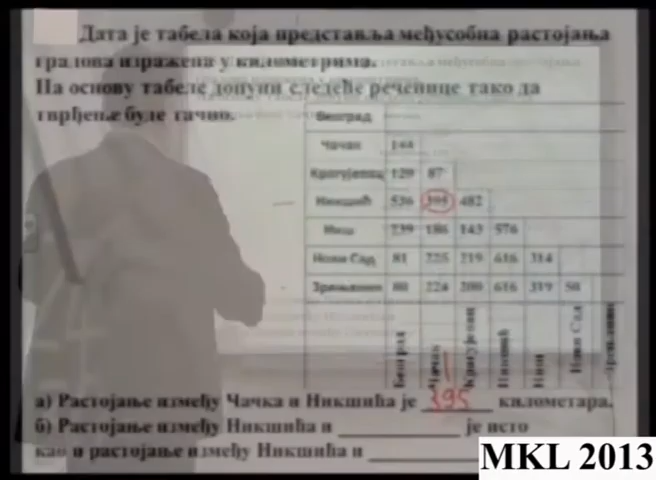 Дата је табела која представља међусобна растојања
градова изражена у километрима.
На основу табеле допуни следеће реченице тако да
тврђење буде тачно.
Београд
Чачак 144
Крагујевац 120 87
Никшић 536 395 482
Ниш 239 186 143 576
Нови Сад 81 225 219 616 314
Зрењанин 80 224 200 616 319 50
Београд Чачак Крагујевац Никшић Ниш Нови Сад Зрењанин
а) Растојање између Чачка и Никшића је 395 километара.
б) Растојање између Никшића и __________ је исто
као и растојање између Никшића и
MKL 2013